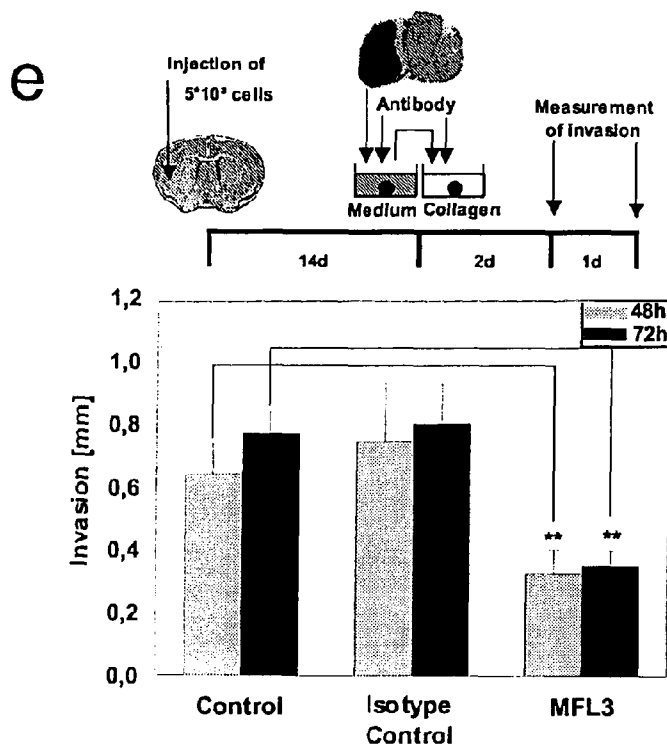 e
Injection of
5*10³ cells
Antibody
Measurement
of invasion
Medium Collagen
14d
2d
1d
1,2
1,0
0,8
0,6
0,4
0,2
0,0
Invasion [mm]
48h
72h
**
**
Control
Isotype
Control
MFL3